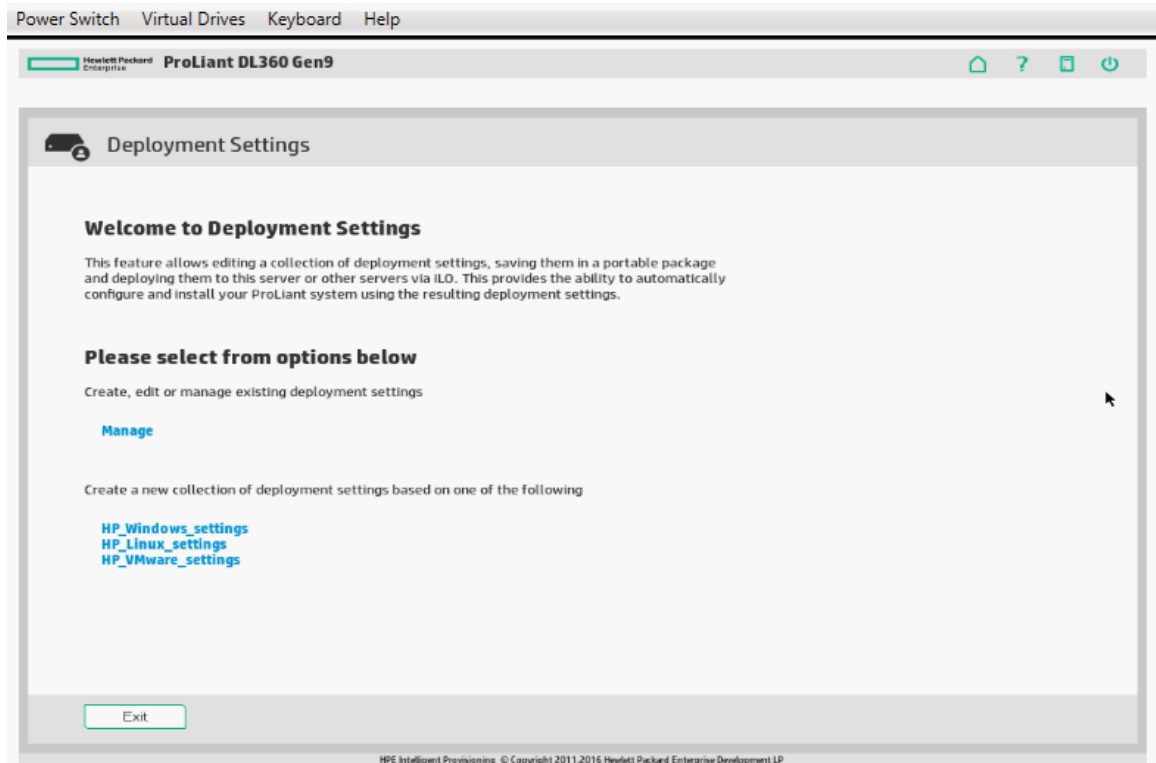 Power Switch Virtual Drives Keyboard Help
Hewlett Packard
Enterprise
ProLiant DL360 Gen9
?
Deployment Settings
Welcome to Deployment Settings
This feature allows editing a collection of deployment settings, saving them in a portable package
and deploying them to this server or other servers via iLO. This provides the ability to automatically
configure and install your ProLiant system using the resulting deployment settings.
Please select from options below
Create, edit or manage existing deployment settings
Manage
Create a new collection of deployment settings based on one of the following
HP_Windows_settings
HP_Linux_settings
HP_VMware_settings
Exit
HPE Intelligent Provisioning © Copyright 2011,2016 Hewlett Packard Enterprise Development LP